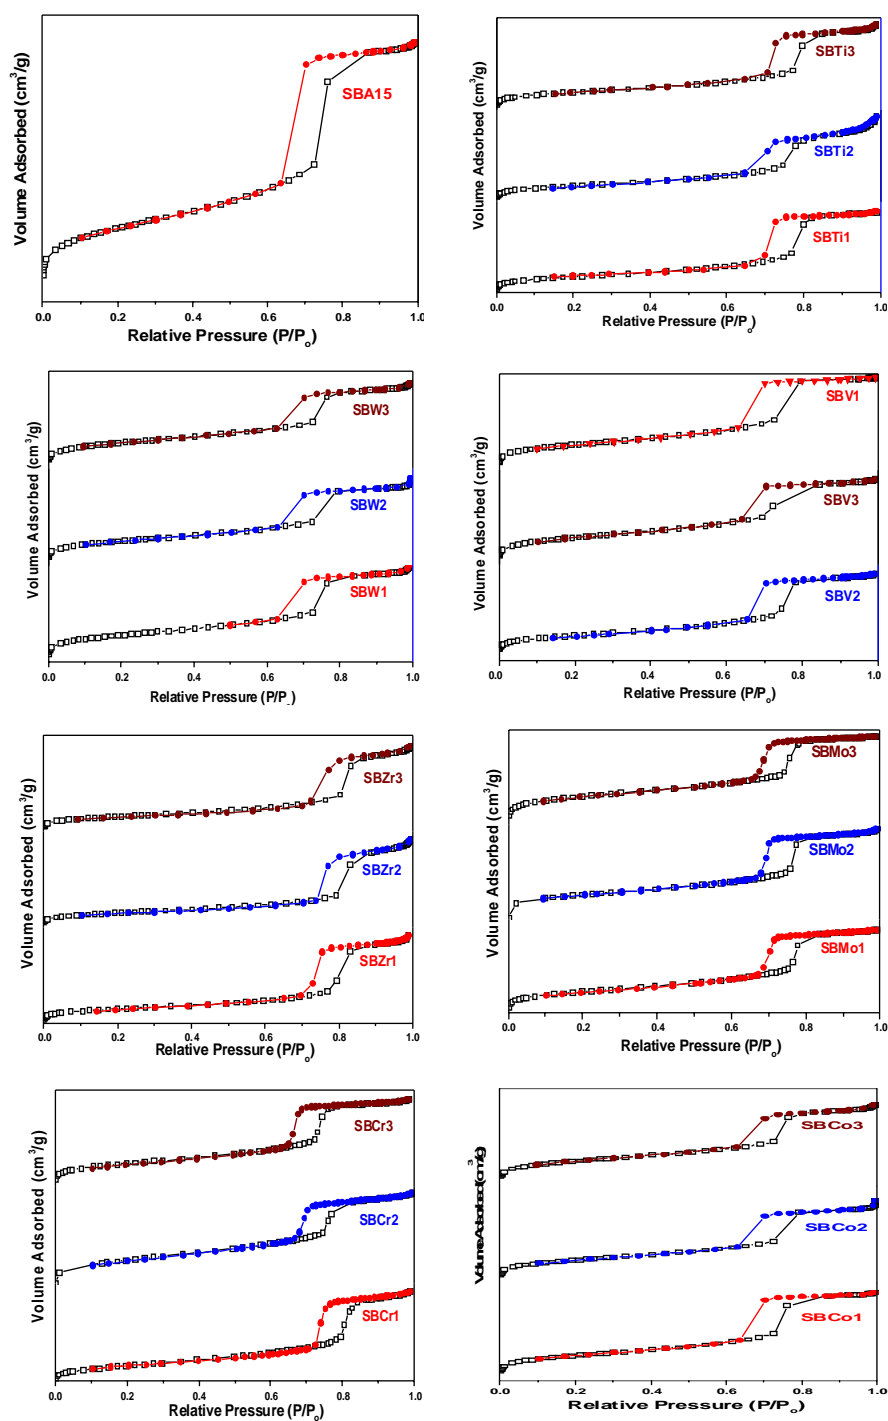 Volume Adsorbed (cm³/g)
SBA15
0.0 0.2 0.4 0.6 0.8 1.0
Relative Pressure (P/Pₒ)
Volume Adsorbed (cm³/g)
SBTi3
SBTi2
SBTi1
0.0 0.2 0.4 0.6 0.8 1.0
Relative Pressure (P/Pₒ)
Volume Adsorbed (cm³/g)
SBW3
SBW2
SBW1
0.0 0.2 0.4 0.6 0.8 1.0
Relative Pressure (P/P
Volume Adsorbed (cm³/g)
SBV1
SBV3
SBV2
0.0 0.2 0.4 0.6 0.8 1.0
Relative Pressure (P/Pₒ)
Volume Adsorbed (cm³/g)
SBZr3
SBZr2
SBZr1
0.0 0.2 0.4 0.6 0.8 1.0
Relative Pressure (P/Pₒ)
Volume Adsorbed (cm³/g)
SBMo3
SBMo2
SBMo1
0.0 0.2 0.4 0.6 0.8 1.0
Relative Pressure (P/Pₒ)
Volume Adsorbed (cm³/g)
SBCr3
SBCr2
SBCr1
0.0 0.2 0.4 0.6 0.8 1.0
Relative Pressure (P/Pₒ)
Volume Adsorbed (cm³/g)
SBCo3
SBCo2
SBCo1
0.0 0.2 0.4 0.6 0.8 1.0
Relative Pressure (P/Pₒ)